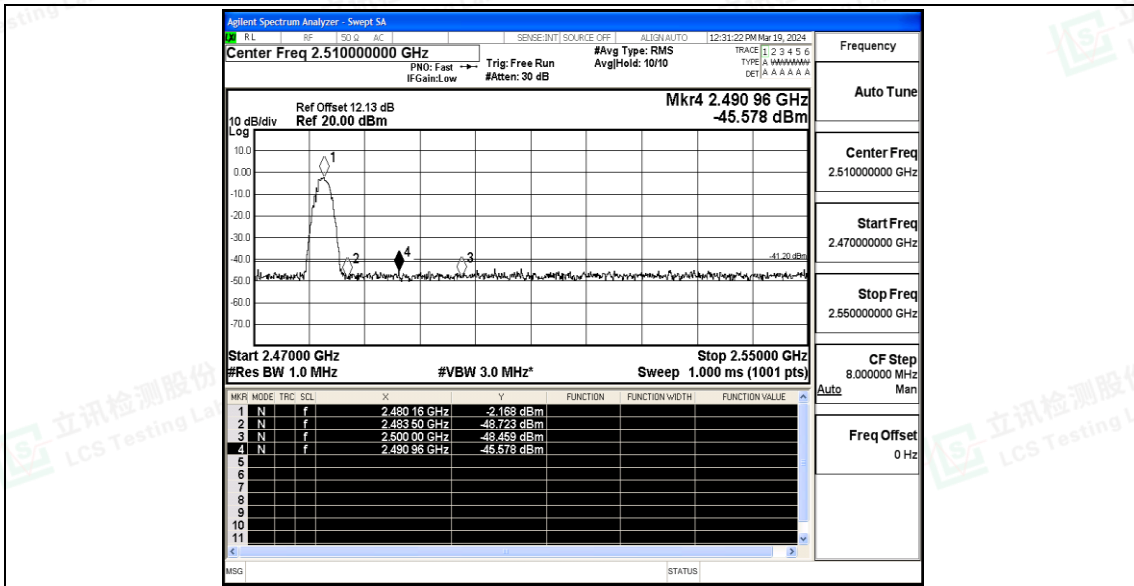 Agilent Spectrum Analyzer - Swept SA
LXI RL RF 50 Ω AC SENSE:INT SOURCE OFF ALIGN AUTO 12:31:22 PM Mar 19, 2024
Center Freq 2.510000000 GHz
PNO: Fast
IFGain:Low
Trig: Free Run
#Atten: 30 dB
#Avg Type: RMS
Avg|Hold: 10/10
TRACE 1 2 3 4 5 6
TYPE A WWWWW
DET A A A A A A
Ref Offset 12.13 dB
10 dB/div Ref 20.00 dBm
Log
Mkr4 2.490 96 GHz
-45.578 dBm
10.0
0.00
-10.0
-20.0
-30.0
-40.0
-50.0
-60.0
-70.0
1
2
4
3
-41.20 dBm
Start 2.47000 GHz Stop 2.55000 GHz
#Res BW 1.0 MHz #VBW 3.0 MHz* Sweep 1.000 ms (1001 pts)
MKR MODE TRC SCL X Y FUNCTION FUNCTION WIDTH FUNCTION VALUE
1 N f 2.480 16 GHz -2.168 dBm
2 N f 2.483 50 GHz -48.723 dBm
3 N f 2.500 00 GHz -48.459 dBm
4 N f 2.490 96 GHz -45.578 dBm
5
6
7
8
9
10
11
MSG STATUS
Frequency
Auto Tune
Center Freq
2.510000000 GHz
Start Freq
2.470000000 GHz
Stop Freq
2.550000000 GHz
CF Step
8.000000 MHz
Auto Man
Freq Offset
0 Hz
立讯检测股份
LCS Testing Lab
立讯检测股份
LCS Testing L